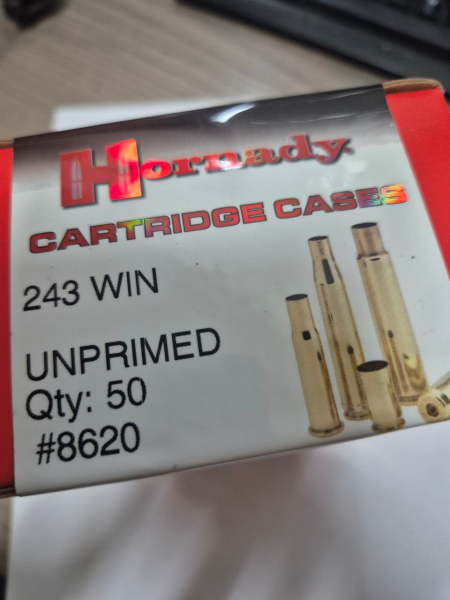 Hornady
CARTRIDGE CASES
243 WIN
UNPRIMED
Qty: 50
#8620